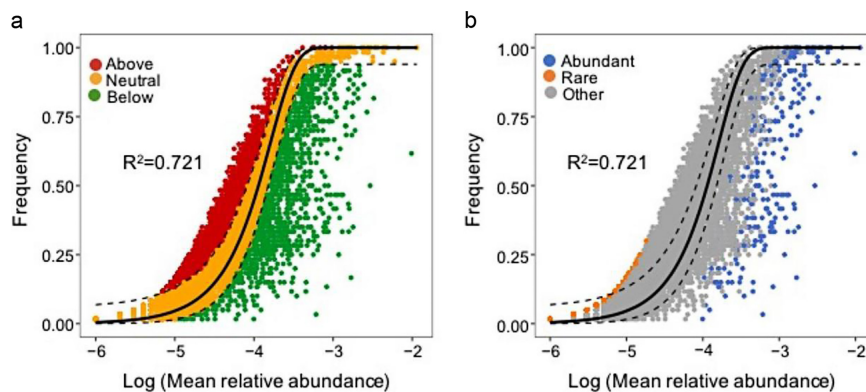 a
Above
Neutral
Below
R²=0.721
Frequency
1.00
0.75
0.50
0.25
0.00
−6
−5
−4
−3
−2
Log (Mean relative abundance)
b
Abundant
Rare
Other
R²=0.721
Frequency
1.00
0.75
0.50
0.25
0.00
−6
−5
−4
−3
−2
Log (Mean relative abundance)